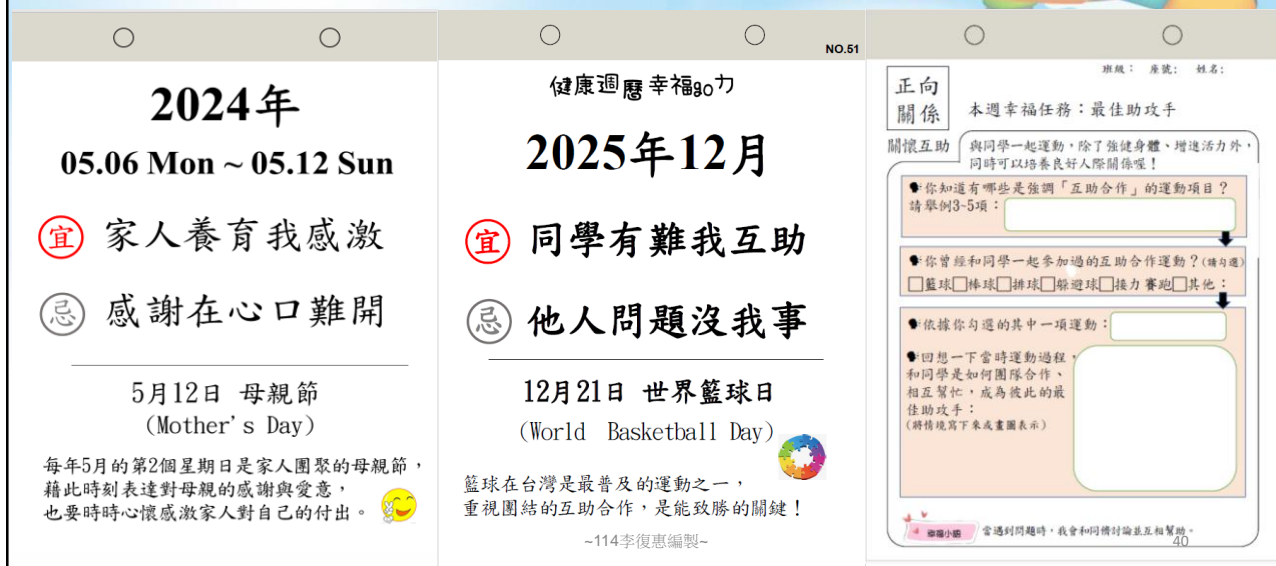 2024年
05.06 Mon ~ 05.12 Sun
宜 家人養育我感激
忌 感謝在心口難開
5月12日 母親節
(Mother's Day)
每年5月的第2個星期日是家人團聚的母親節，
藉此時刻表達對母親的感謝與愛意，
也要時時心懷感激家人對自己的付出。
NO.51
健康週曆幸福go力
2025年12月
宜 同學有難我互助
忌 他人問題沒我事
12月21日 世界籃球日
(World Basketball Day)
籃球在台灣是最普及的運動之一，
重視團結的互助合作，是能致勝的關鍵！
~114李復惠編製~
班級： 座號： 姓名：
正向
關係
本週幸福任務：最佳助攻手
關懷互助
與同學一起運動，除了強健身體、增進活力外，
同時可以培養良好人際關係喔！
你知道有哪些是強調「互助合作」的運動項目？
請舉例3~5項：
你曾經和同學一起參加過的互助合作運動？(請勾選)
□籃球□棒球□排球□躲避球□接力賽跑□其他：
依據你勾選的其中一項運動：
回想一下當時運動過程，
和同學是如何團隊合作、
相互幫忙，成為彼此的最
佳助攻手：
(將情境寫下來或畫圖表示)
幸福小語
當遇到問題時，我會和同儕討論並互相幫助。
40